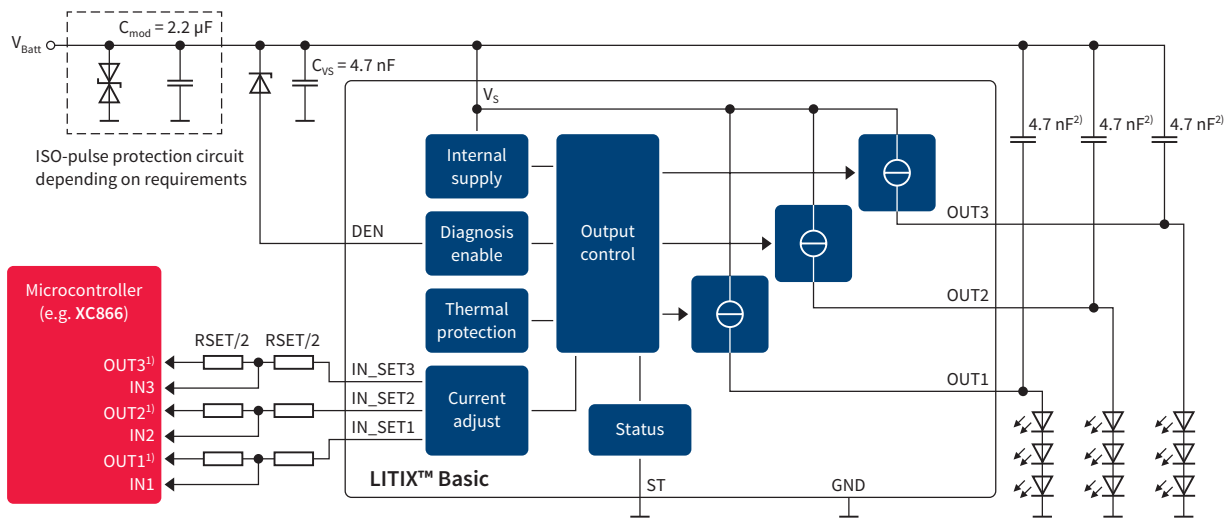 C_mod = 2.2 µF
V_Batt
C_VS = 4.7 nF
V_S
4.7 nF²⁾
4.7 nF²⁾
4.7 nF²⁾
ISO-pulse protection circuit
depending on requirements
Internal
supply
OUT3
DEN
Diagnosis
enable
Output
control
Microcontroller
(e.g. XC866)
Thermal
protection
OUT2
RSET/2
RSET/2
OUT3¹⁾
IN_SET3
IN3
OUT1
OUT2¹⁾
IN_SET2
Current
adjust
IN2
IN_SET1
Status
OUT1¹⁾
IN1
LITIX™ Basic
ST
GND